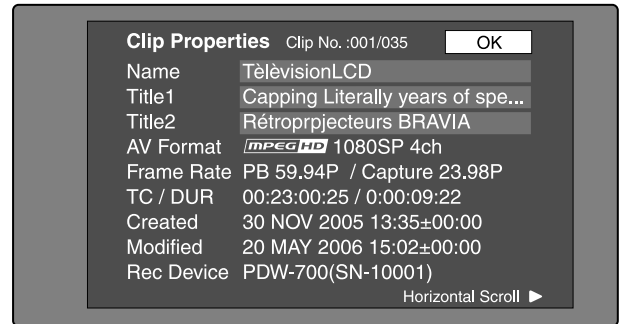 Clip Properties Clip No. :001/035 OK
Name TèlèvisionLCD
Title1 Capping Literally years of spe...
Title2 Rétroprpjecteurs BRAVIA
AV Format MPEG HD 1080SP 4ch
Frame Rate PB 59.94P / Capture 23.98P
TC / DUR 00:23:00:25 / 0:00:09:22
Created 30 NOV 2005 13:35±00:00
Modified 20 MAY 2006 15:02±00:00
Rec Device PDW-700(SN-10001)
Horizontal Scroll ▶